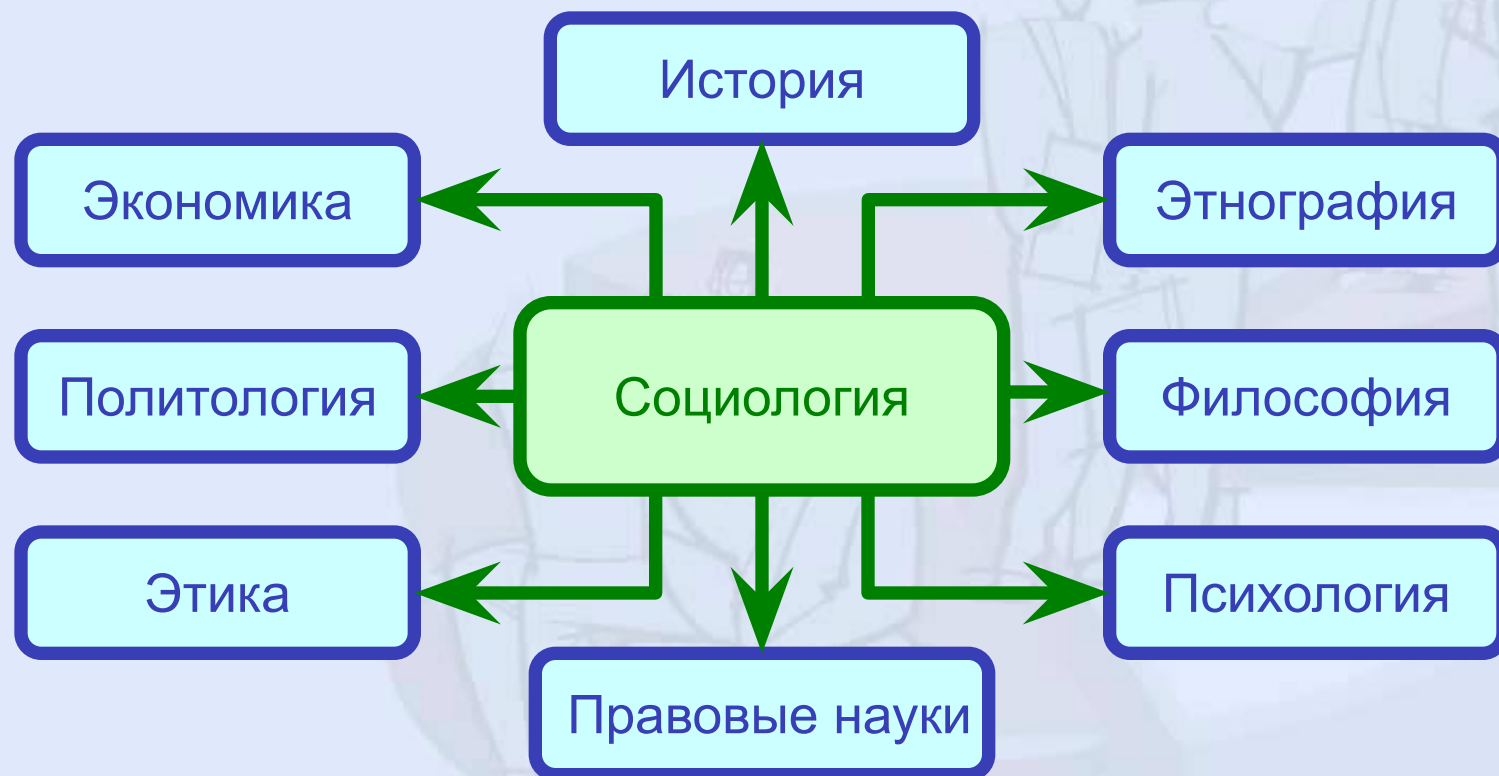 История
Экономика
Этнография
Политология
Социология
Философия
Этика
Психология
Правовые науки